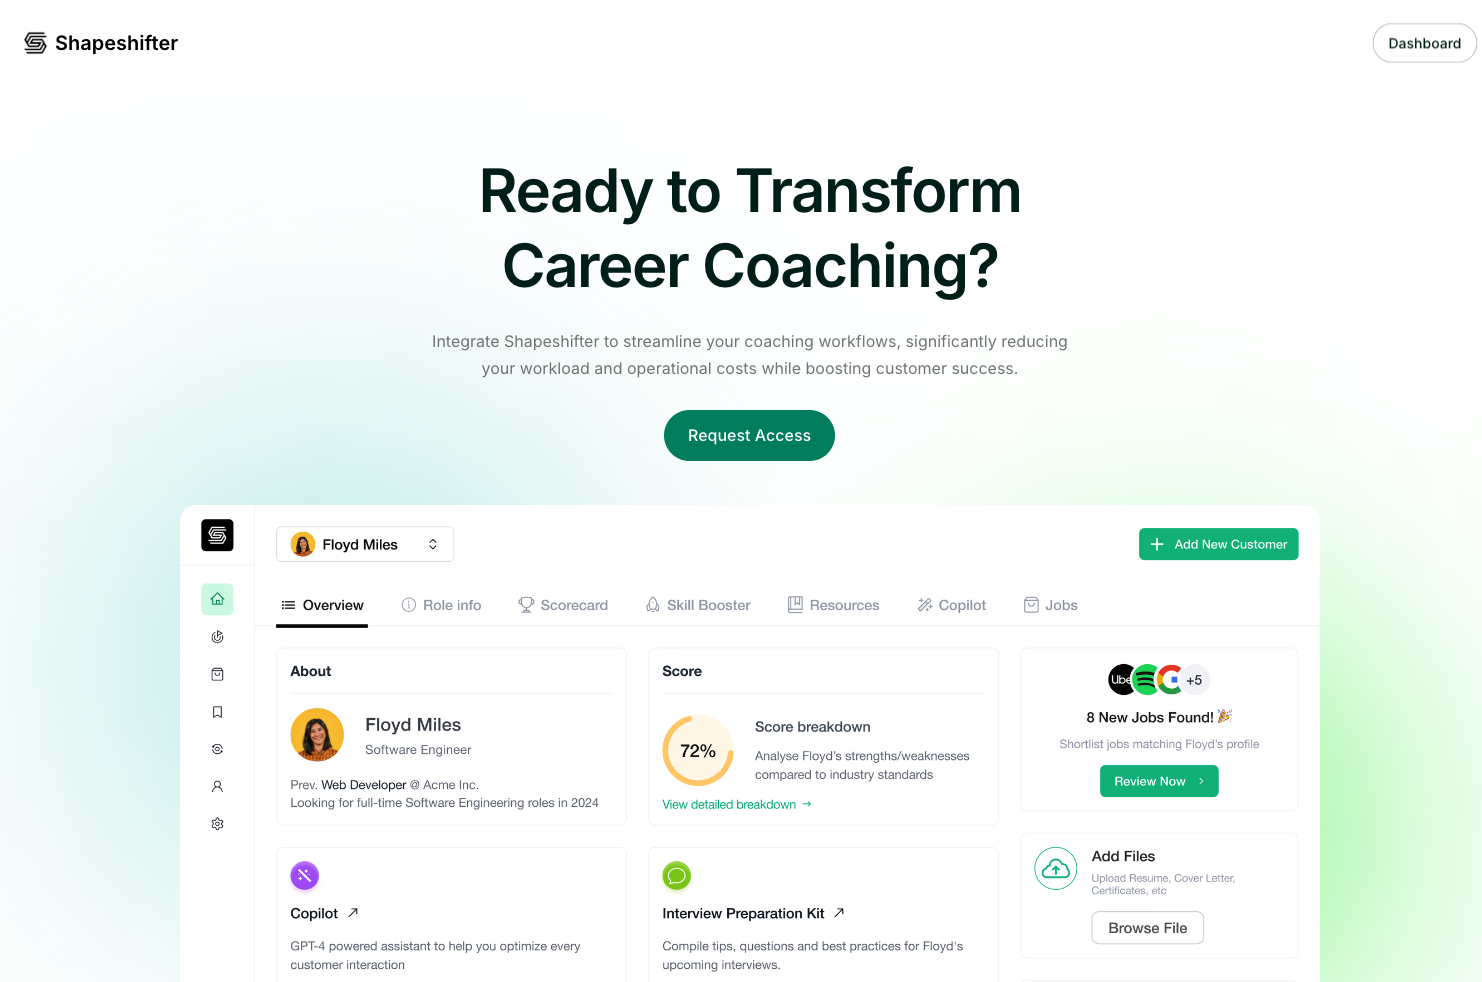 Shapeshifter
Dashboard
Ready to Transform
Career Coaching?
Integrate Shapeshifter to streamline your coaching workflows, significantly reducing
your workload and operational costs while boosting customer success.
Request Access
Floyd Miles
Add New Customer
Overview
Role info
Scorecard
Skill Booster
Resources
Copilot
Jobs
About
Floyd Miles
Software Engineer
Prev. Web Developer @ Acme Inc.
Looking for full-time Software Engineering roles in 2024
Score
72%
Score breakdown
Analyse Floyd's strengths/weaknesses
compared to industry standards
View detailed breakdown →
Ube
+5
8 New Jobs Found! 🎉
Shortlist jobs matching Floyd's profile
Review Now
Copilot
GPT-4 powered assistant to help you optimize every
customer interaction
Interview Preparation Kit
Compile tips, questions and best practices for Floyd's
upcoming interviews.
Add Files
Upload Resume, Cover Letter,
Certificates, etc
Browse File